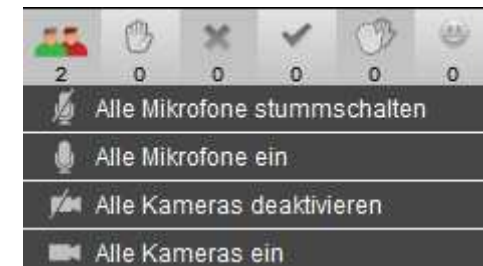 2 0 0 0 0 0
Alle Mikrofone stummschalten
Alle Mikrofone ein
Alle Kameras deaktivieren
Alle Kameras ein